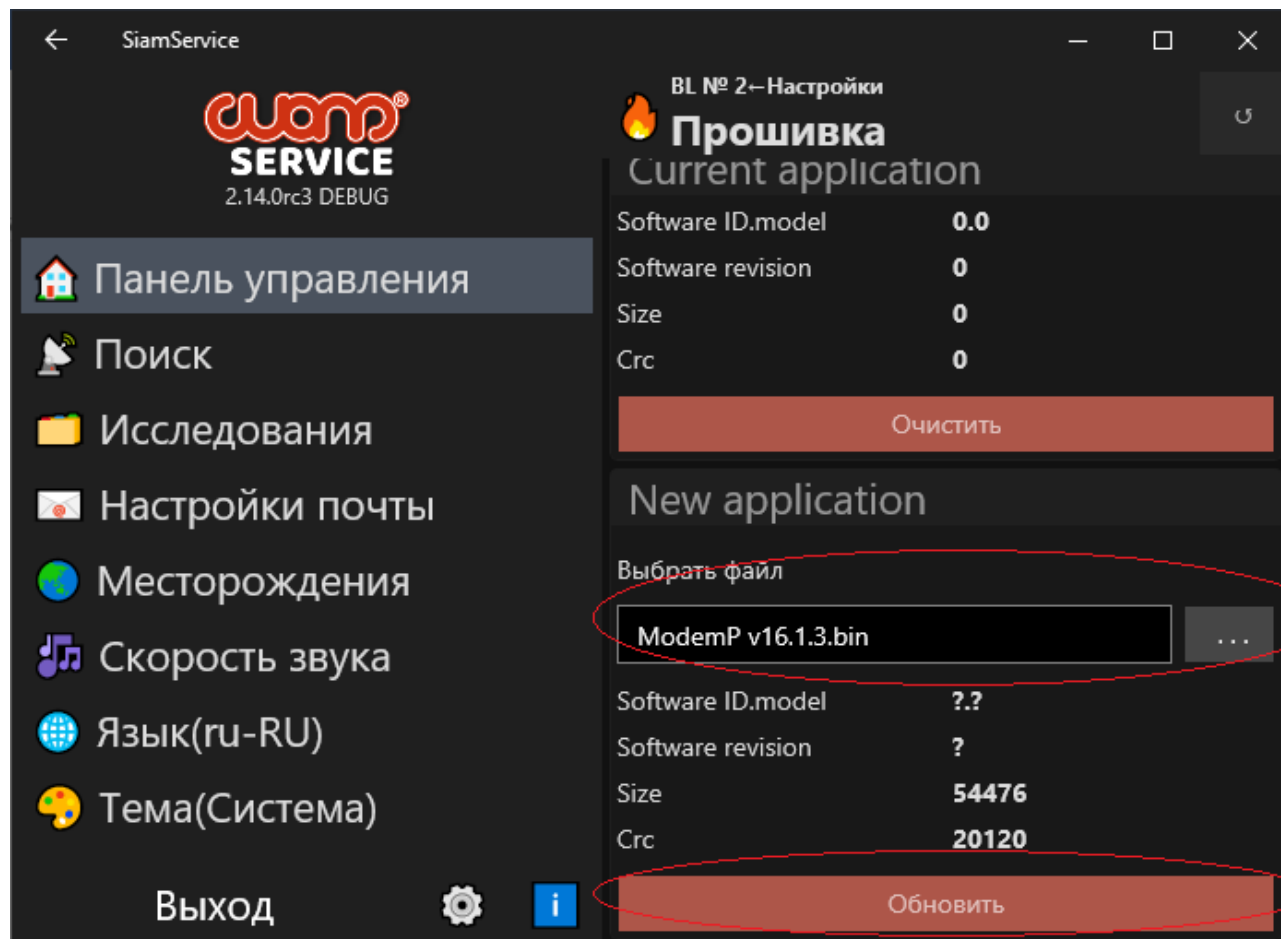 SiamService
сиамр®
SERVICE
2.14.0rc3 DEBUG
Панель управления
Поиск
Исследования
Настройки почты
Месторождения
Скорость звука
Язык(ru-RU)
Тема(Система)
Выход
BL № 2←Настройки
Прошивка
Current application
Software ID.model 0.0
Software revision 0
Size 0
Crc 0
Очистить
New application
Выбрать файл
ModemP v16.1.3.bin ...
Software ID.model ?.?
Software revision ?
Size 54476
Crc 20120
Обновить